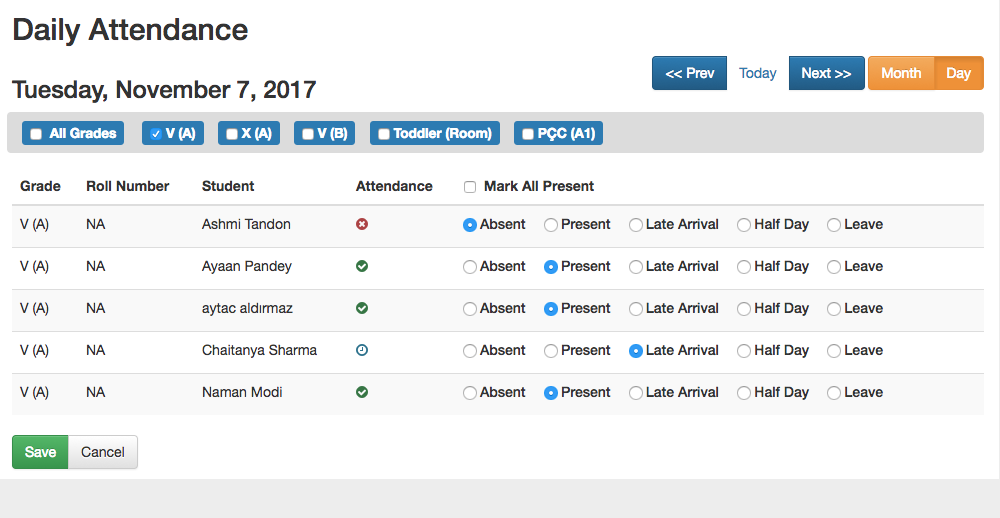 Daily Attendance
<< Prev Today Next >> Month Day
Tuesday, November 7, 2017
All Grades V (A) X (A) V (B) Toddler (Room) PÇC (A1)
Grade Roll Number Student Attendance Mark All Present
V (A) NA Ashmi Tandon Absent Present Late Arrival Half Day Leave
V (A) NA Ayaan Pandey Absent Present Late Arrival Half Day Leave
V (A) NA aytac aldırmaz Absent Present Late Arrival Half Day Leave
V (A) NA Chaitanya Sharma Absent Present Late Arrival Half Day Leave
V (A) NA Naman Modi Absent Present Late Arrival Half Day Leave
Save Cancel